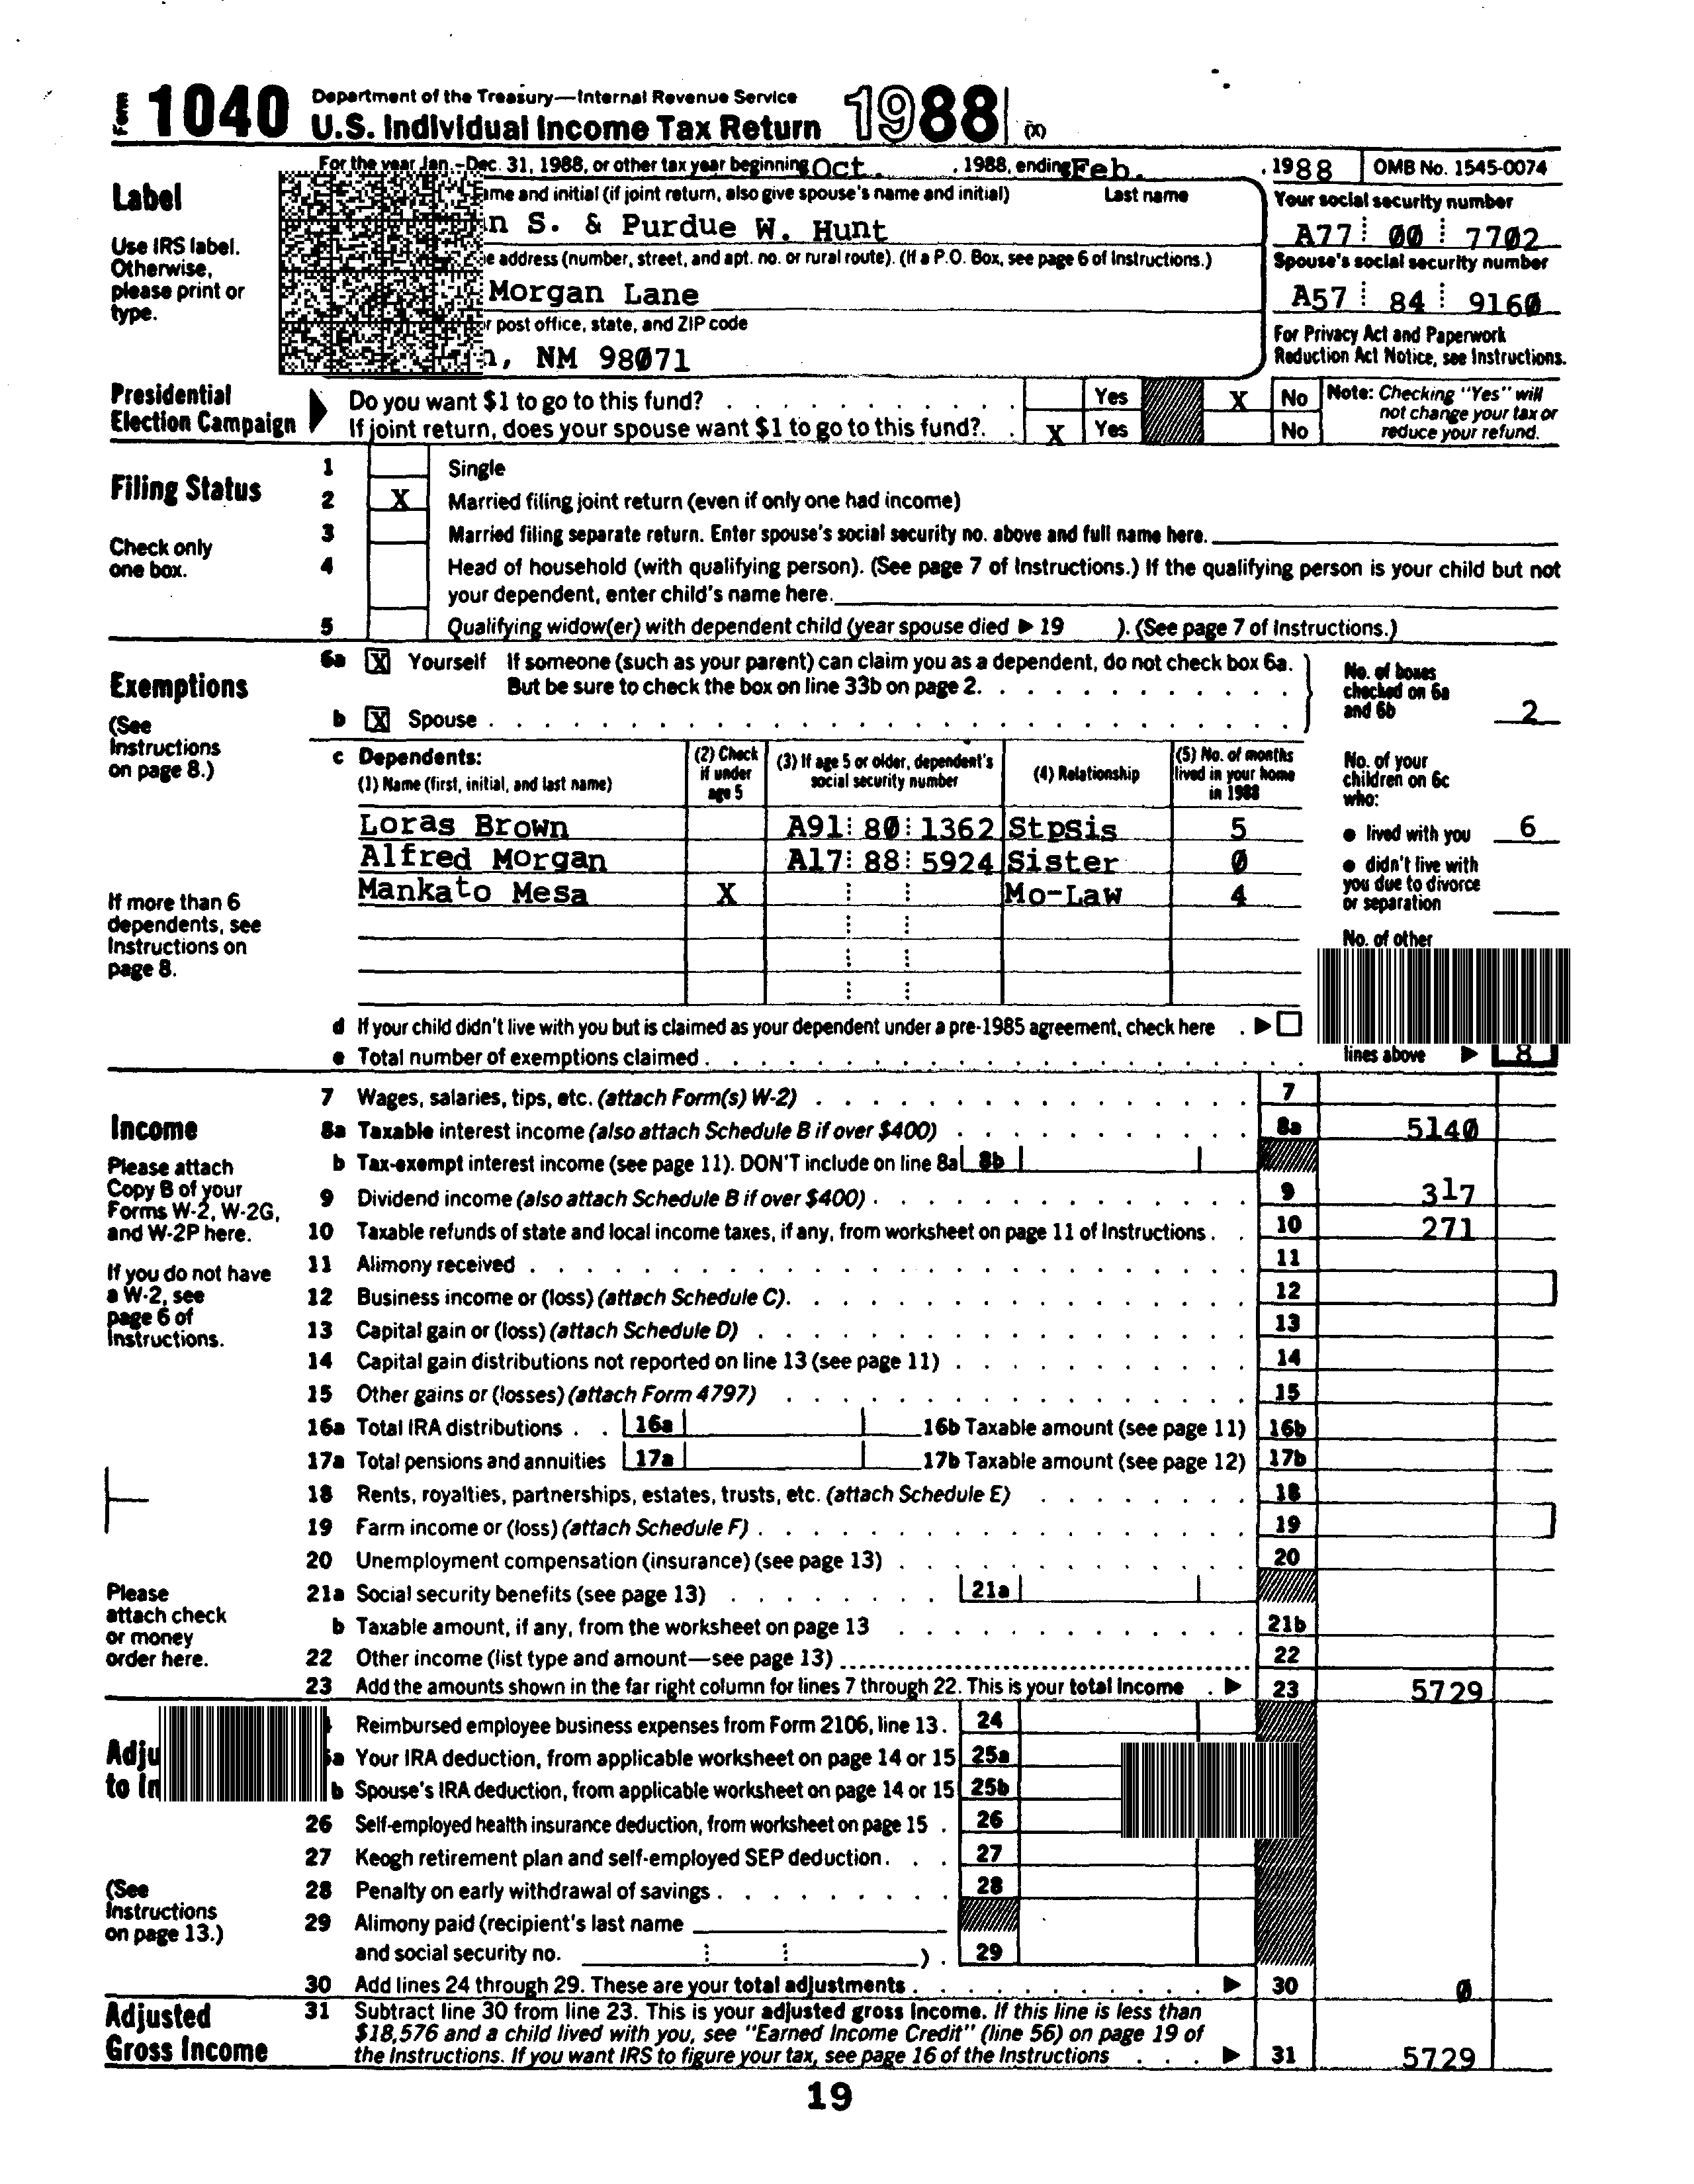 Form 1040 Department of the Treasury—Internal Revenue Service
U.S. Individual Income Tax Return 1988 (X)
For the year Jan.-Dec. 31, 1988, or other tax year beginning Oct. , 1988, ending Feb. , 1988 OMB No. 1545-0074
Label
Use IRS label.
Otherwise,
please print or
type.
ame and initial (if joint return, also give spouse's name and initial) Last name
n S. & Purdue W. Hunt
e address (number, street, and apt. no. or rural route). (If a P.O. Box, see page 6 of Instructions.)
Morgan Lane
r post office, state, and ZIP code
, NM 98071
Your social security number
A77 00 7702
Spouse's social security number
A57 84 9160
For Privacy Act and Paperwork
Reduction Act Notice, see Instructions.
Presidential
Election Campaign
Do you want $1 to go to this fund? Yes X No
If joint return, does your spouse want $1 to go to this fund? X Yes No
Note: Checking "Yes" will
not change your tax or
reduce your refund.
Filing Status
Check only
one box.
1 Single
2 X Married filing joint return (even if only one had income)
3 Married filing separate return. Enter spouse's social security no. above and full name here.
4 Head of household (with qualifying person). (See page 7 of Instructions.) If the qualifying person is your child but not
your dependent, enter child's name here.
5 Qualifying widow(er) with dependent child (year spouse died ▶ 19 ). (See page 7 of Instructions.)
Exemptions
(See
Instructions
on page 8.)
If more than 6
dependents, see
Instructions on
page 8.
6a X Yourself If someone (such as your parent) can claim you as a dependent, do not check box 6a.
But be sure to check the box on line 33b on page 2.
b X Spouse
No. of boxes
checked on 6a
and 6b 2
c Dependents:
(1) Name (first, initial, and last name)
(2) Check
if under
age 5
(3) If age 5 or older, dependent's
social security number
(4) Relationship
(5) No. of months
lived in your home
in 1988
Loras Brown A91 80 1362 StpSis 5
Alfred Morgan A17 88 5924 Sister 0
Mankato Mesa X Mo-Law 4
No. of your
children on 6c
who:
● lived with you 6
● didn't live with
you due to divorce
or separation
No. of other
d If your child didn't live with you but is claimed as your dependent under a pre-1985 agreement, check here ▶
e Total number of exemptions claimed
lines above ▶ 8
Income
Please attach
Copy B of your
Forms W-2, W-2G,
and W-2P here.
If you do not have
a W-2, see
page 6 of
Instructions.
Please
attach check
or money
order here.
7 Wages, salaries, tips, etc. (attach Form(s) W-2) 7
8a Taxable interest income (also attach Schedule B if over $400) 8a 5140
b Tax-exempt interest income (see page 11). DON'T include on line 8a 8b
9 Dividend income (also attach Schedule B if over $400) 9 317
10 Taxable refunds of state and local income taxes, if any, from worksheet on page 11 of Instructions. 10 271
11 Alimony received 11
12 Business income or (loss) (attach Schedule C). 12
13 Capital gain or (loss) (attach Schedule D) 13
14 Capital gain distributions not reported on line 13 (see page 11) 14
15 Other gains or (losses) (attach Form 4797) 15
16a Total IRA distributions 16a 16b Taxable amount (see page 11) 16b
17a Total pensions and annuities 17a 17b Taxable amount (see page 12) 17b
18 Rents, royalties, partnerships, estates, trusts, etc. (attach Schedule E) 18
19 Farm income or (loss) (attach Schedule F) 19
20 Unemployment compensation (insurance) (see page 13) 20
21a Social security benefits (see page 13) 21a
b Taxable amount, if any, from the worksheet on page 13 21b
22 Other income (list type and amount—see page 13) 22
23 Add the amounts shown in the far right column for lines 7 through 22. This is your total income ▶ 23 5729
Adju
to In
(See
Instructions
on page 13.)
Reimbursed employee business expenses from Form 2106, line 13. 24
a Your IRA deduction, from applicable worksheet on page 14 or 15 25a
b Spouse's IRA deduction, from applicable worksheet on page 14 or 15 25b
26 Self-employed health insurance deduction, from worksheet on page 15 26
27 Keogh retirement plan and self-employed SEP deduction 27
28 Penalty on early withdrawal of savings 28
29 Alimony paid (recipient's last name
and social security no. ) 29
30 Add lines 24 through 29. These are your total adjustments ▶ 30 0
Adjusted
Gross Income
31 Subtract line 30 from line 23. This is your adjusted gross income. If this line is less than
$18,576 and a child lived with you, see "Earned Income Credit" (line 56) on page 19 of
the Instructions. If you want IRS to figure your tax, see page 16 of the Instructions ▶ 31 5729
19